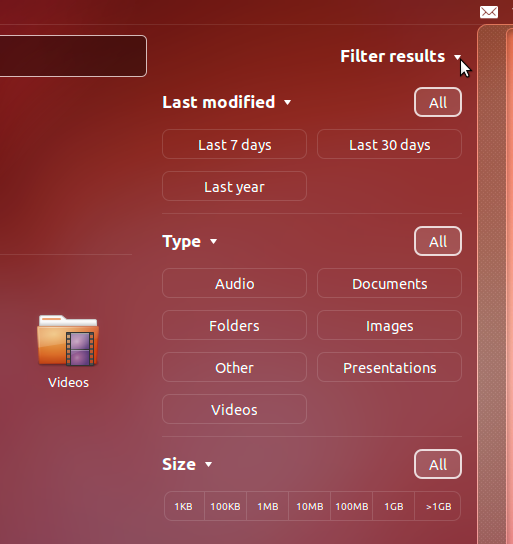 Filter results
Last modified All
Last 7 days Last 30 days
Last year
Type All
Audio Documents
Folders Images
Other Presentations
Videos
Videos
Size All
1KB 100KB 1MB 10MB 100MB 1GB >1GB